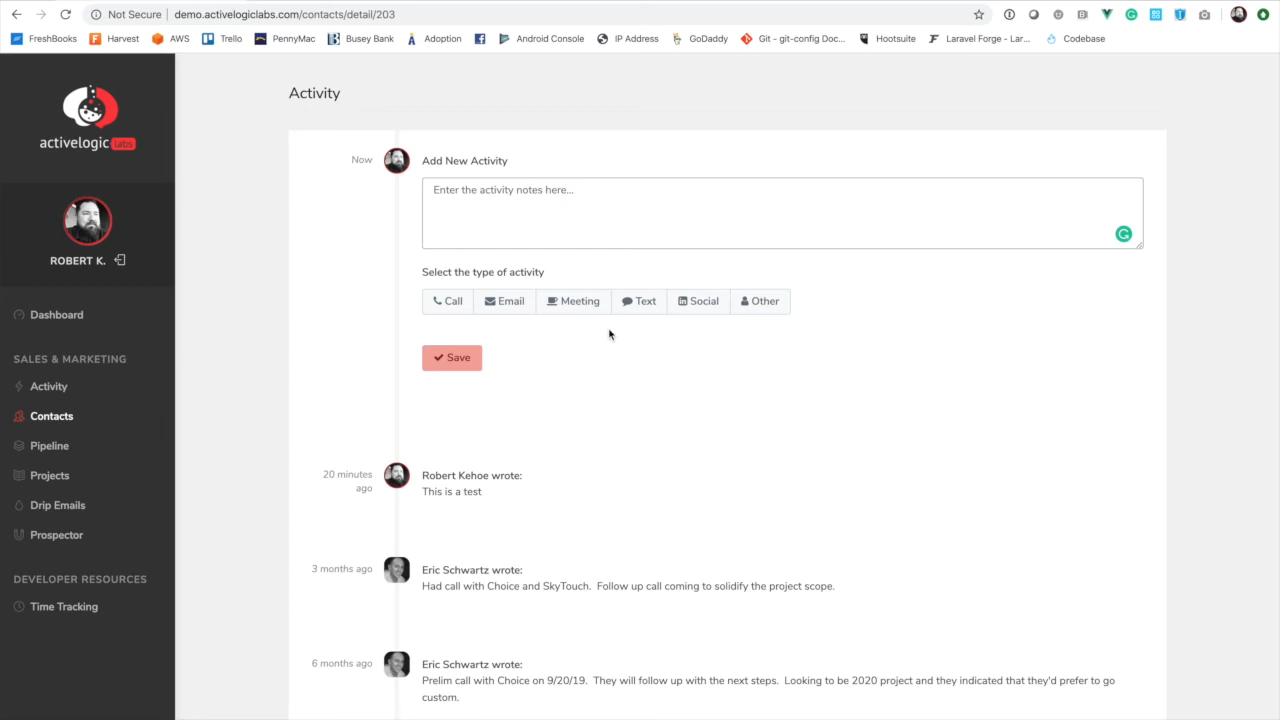 Not Secure demo.activelogiclabs.com/contacts/detail/203
FreshBooks Harvest AWS Trello PennyMac Busey Bank Adoption Android Console IP Address GoDaddy Git - git-config Doc... Hootsuite Laravel Forge - Lar... Codebase
activelogic labs
ROBERT K.
Dashboard
SALES & MARKETING
Activity
Contacts
Pipeline
Projects
Drip Emails
Prospector
DEVELOPER RESOURCES
Time Tracking
Activity
Now
Add New Activity
Enter the activity notes here...
Select the type of activity
Call Email Meeting Text Social Other
Save
20 minutes
ago
Robert Kehoe wrote:
This is a test
3 months ago
Eric Schwartz wrote:
Had call with Choice and SkyTouch. Follow up call coming to solidify the project scope.
6 months ago
Eric Schwartz wrote:
Prelim call with Choice on 9/20/19. They will follow up with the next steps. Looking to be 2020 project and they indicated that they'd prefer to go
custom.